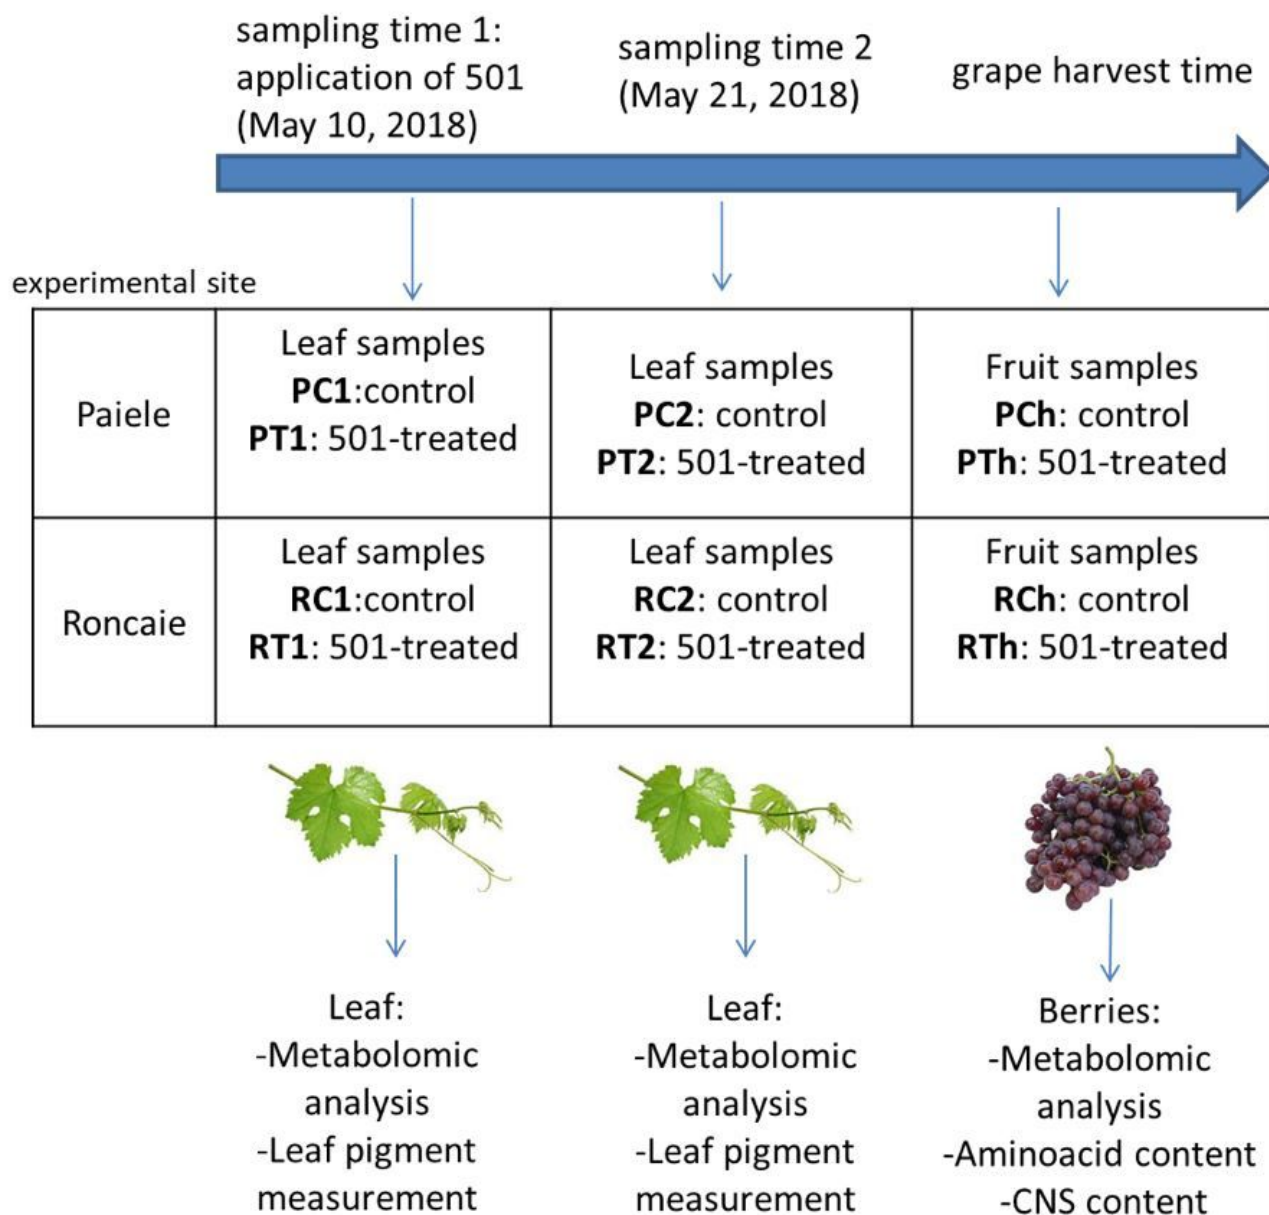 sampling time 1:
application of 501
(May 10, 2018)
sampling time 2
(May 21, 2018)
grape harvest time
experimental site
Paiele
Leaf samples
PC1:control
PT1: 501-treated
Leaf samples
PC2: control
PT2: 501-treated
Fruit samples
PCh: control
PTh: 501-treated
Roncaie
Leaf samples
RC1:control
RT1: 501-treated
Leaf samples
RC2: control
RT2: 501-treated
Fruit samples
RCh: control
RTh: 501-treated
Leaf:
-Metabolomic
analysis
-Leaf pigment
measurement
Leaf:
-Metabolomic
analysis
-Leaf pigment
measurement
Berries:
-Metabolomic
analysis
-Aminoacid content
-CNS content